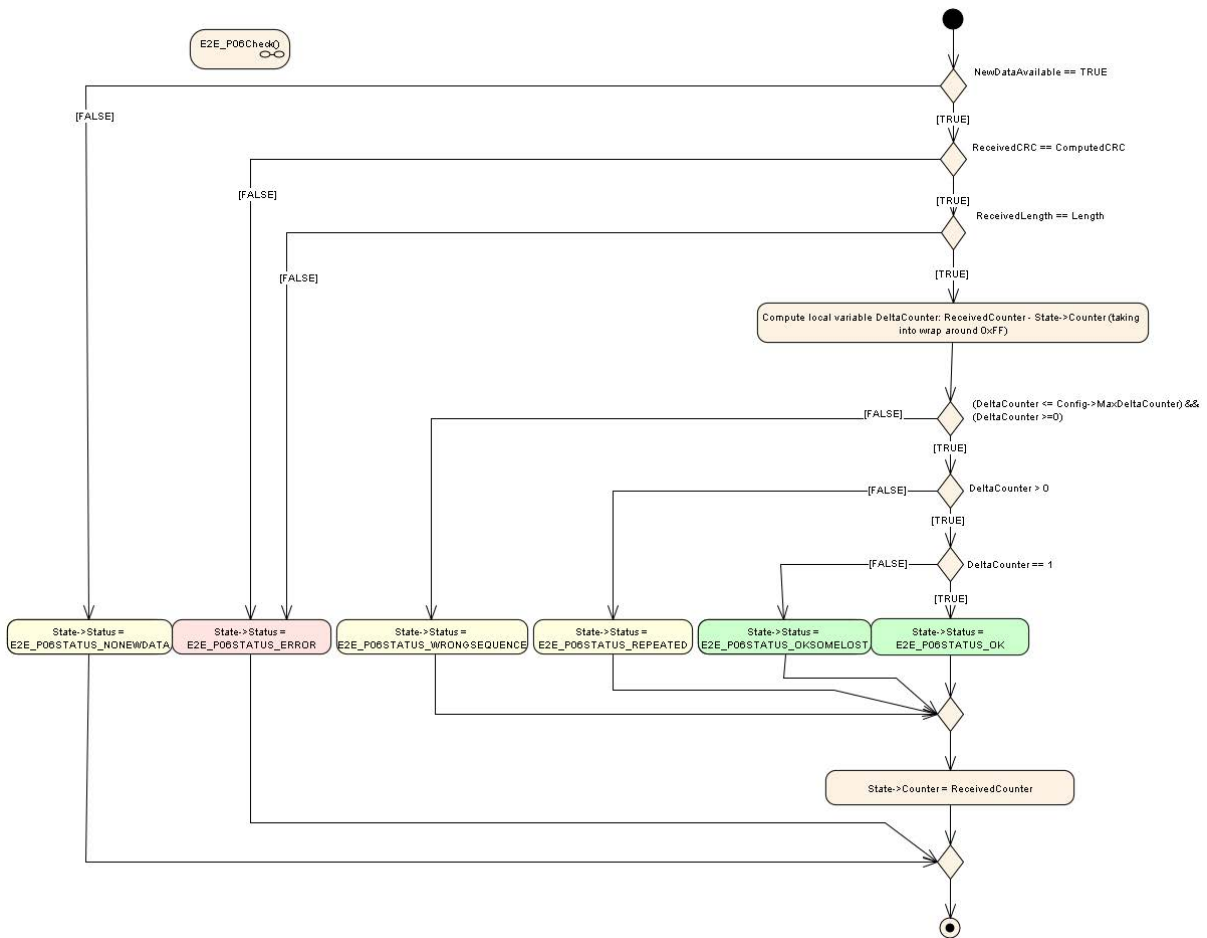 E2E_P06Check()
NewDataAvailable == TRUE
[FALSE]
[TRUE]
ReceivedCRC == ComputedCRC
[FALSE]
[TRUE]
ReceivedLength == Length
[FALSE]
[TRUE]
Compute local variable DeltaCounter: ReceivedCounter - State->Counter (taking
into wrap around 0xFF)
(DeltaCounter <= Config->MaxDeltaCounter) &&
(DeltaCounter >=0)
[FALSE]
[TRUE]
DeltaCounter > 0
[FALSE]
[TRUE]
DeltaCounter == 1
[FALSE]
[TRUE]
State->Status =
E2E_P06STATUS_NONEWDATA
State->Status =
E2E_P06STATUS_ERROR
State->Status =
E2E_P06STATUS_WRONGSEQUENCE
State->Status =
E2E_P06STATUS_REPEATED
State->Status =
E2E_P06STATUS_OKSOMELOST
State->Status =
E2E_P06STATUS_OK
State->Counter = ReceivedCounter